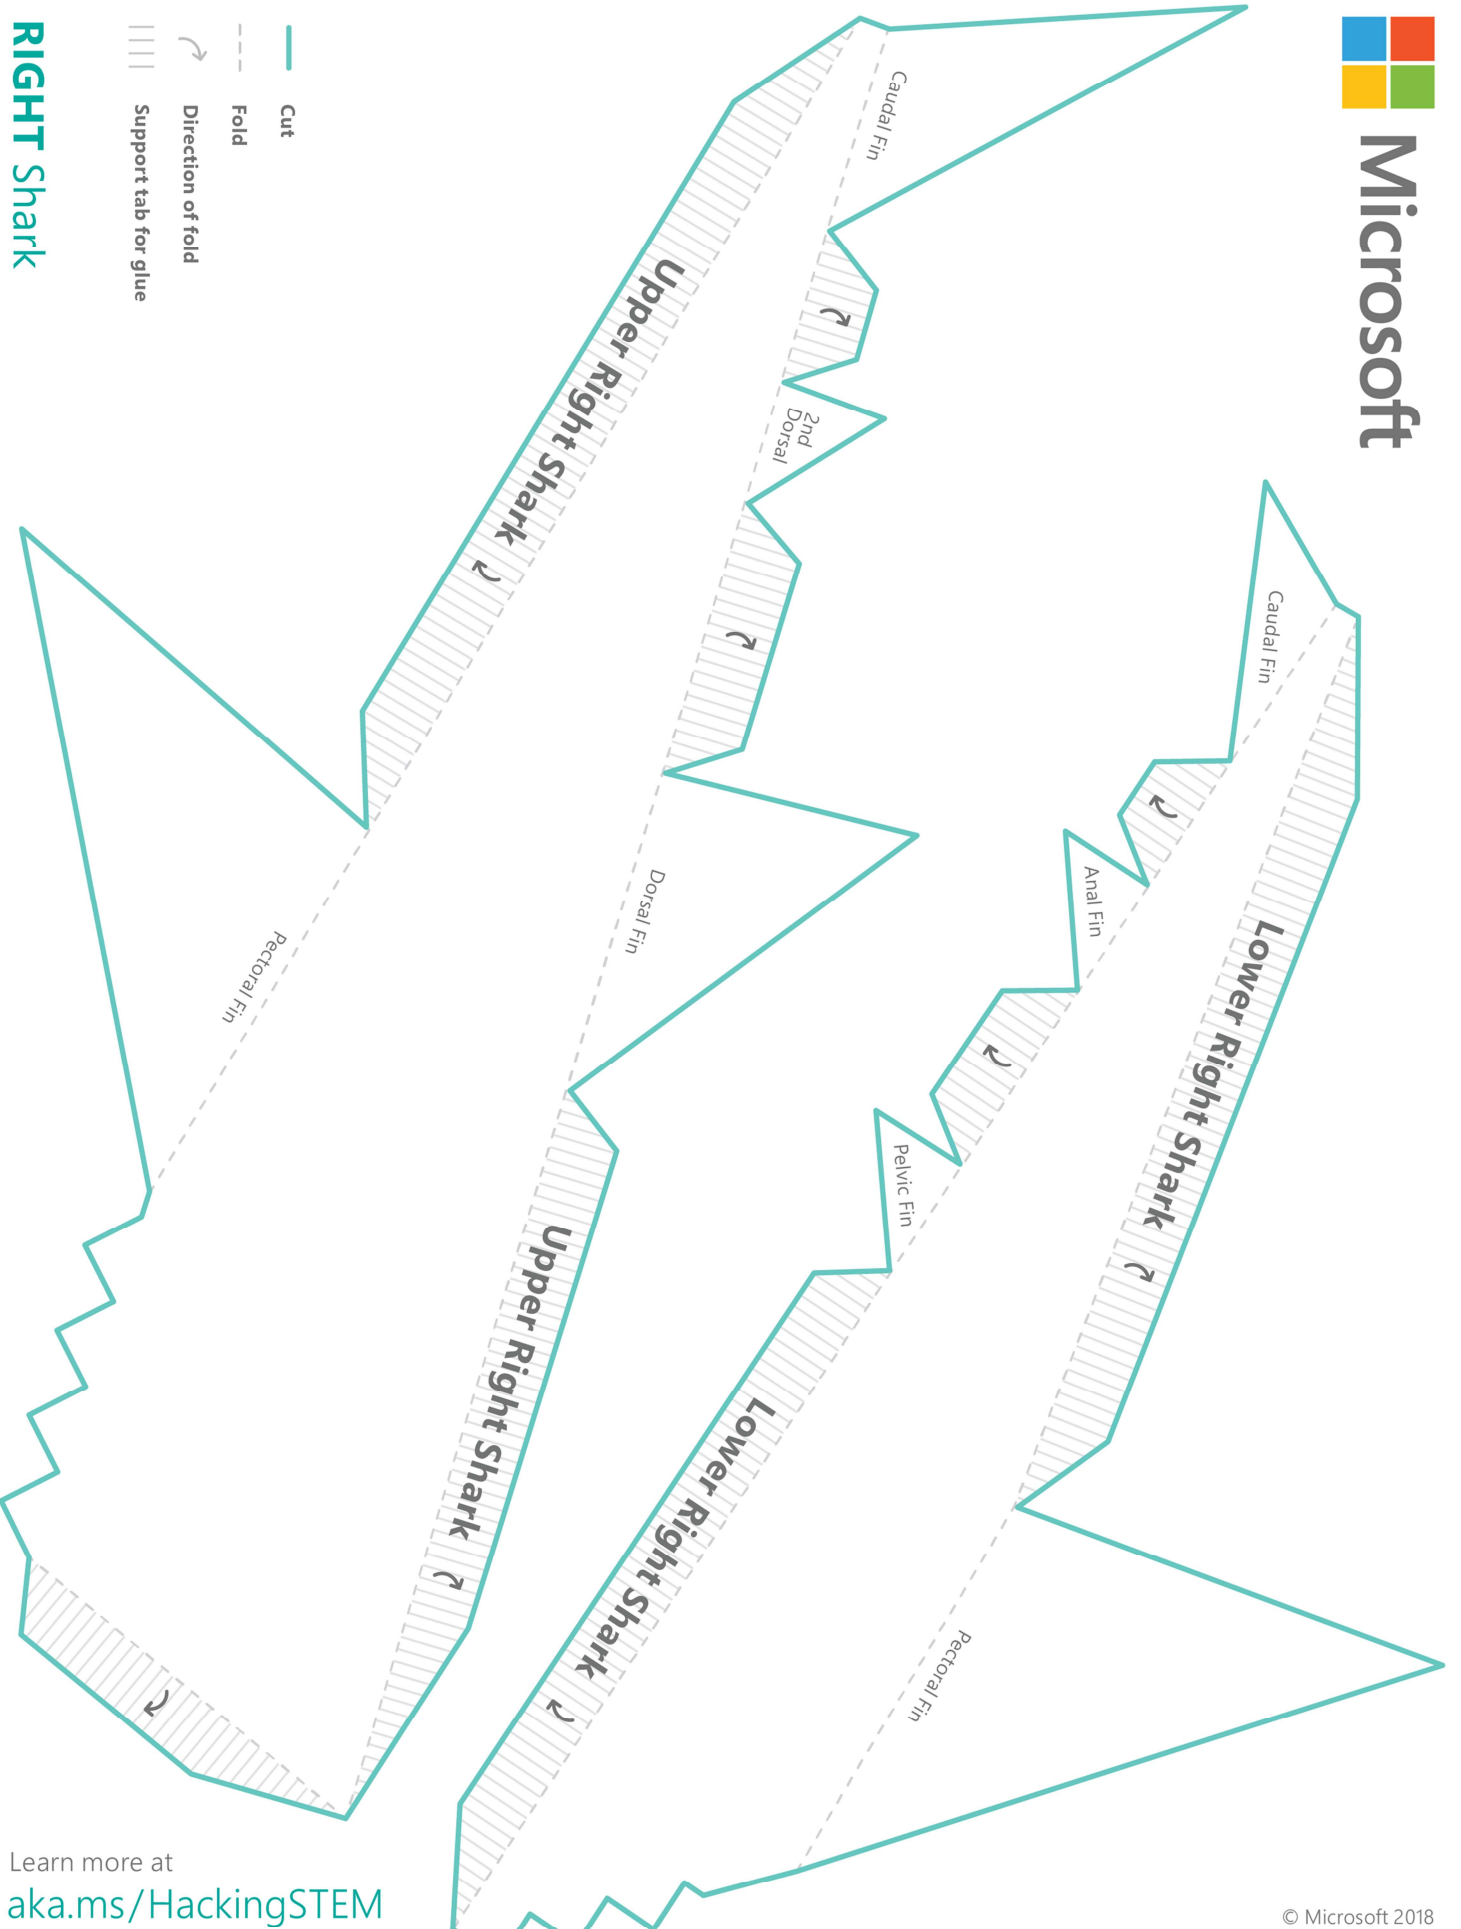 Microsoft
RIGHT Shark
Cut
Fold
Direction of fold
Support tab for glue
Caudal Fin
Upper Right Shark
2nd
Dorsal
Caudal Fin
Anal Fin
Dorsal Fin
Pectoral Fin
Lower Right Shark
Pelvic Fin
Upper Right Shark
Lower Right Shark
Pectoral Fin
Learn more at
aka.ms/HackingSTEM
© Microsoft 2018